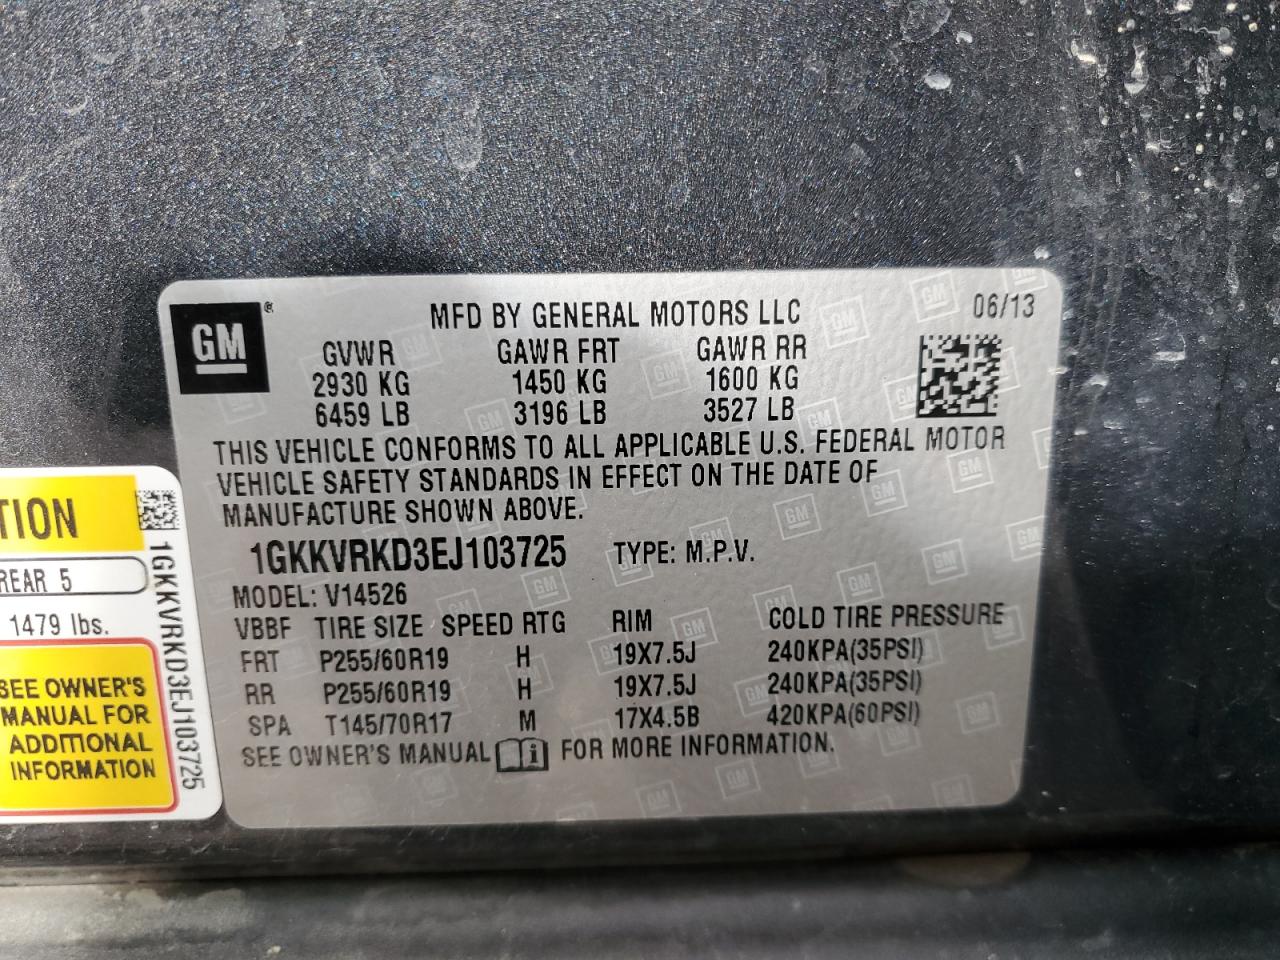 GM ®
MFD BY GENERAL MOTORS LLC 06/13
GVWR GAWR FRT GAWR RR
2930 KG 1450 KG 1600 KG
6459 LB 3196 LB 3527 LB
THIS VEHICLE CONFORMS TO ALL APPLICABLE U.S. FEDERAL MOTOR
VEHICLE SAFETY STANDARDS IN EFFECT ON THE DATE OF
MANUFACTURE SHOWN ABOVE.
1GKKVRKD3EJ103725 TYPE: M.P.V.
MODEL: V14526
VBBF TIRE SIZE SPEED RTG RIM COLD TIRE PRESSURE
FRT P255/60R19 H 19X7.5J 240KPA(35PSI)
RR P255/60R19 H 19X7.5J 240KPA(35PSI)
SPA T145/70R17 M 17X4.5B 420KPA(60PSI)
SEE OWNER'S MANUAL i FOR MORE INFORMATION.
TION
REAR 5
1479 lbs.
SEE OWNER'S
MANUAL FOR
ADDITIONAL
INFORMATION
1GKKVRKD3EJ103725